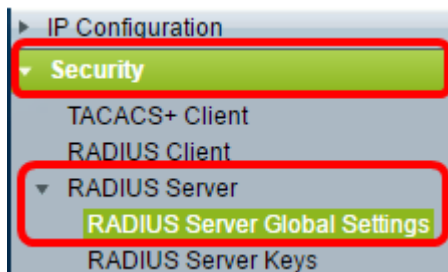 IP Configuration
Security
TACACS+ Client
RADIUS Client
RADIUS Server
RADIUS Server Global Settings
RADIUS Server Keys